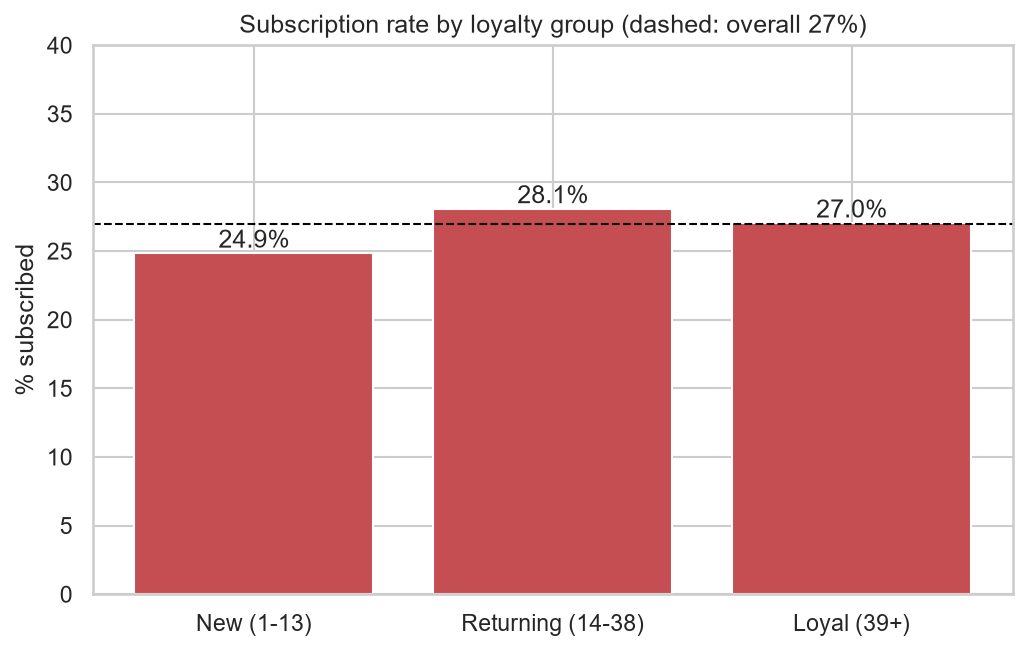 Subscription rate by loyalty group (dashed: overall 27%)
% subscribed
40
35
30
25
20
15
10
5
0
24.9%
28.1%
27.0%
New (1-13)
Returning (14-38)
Loyal (39+)